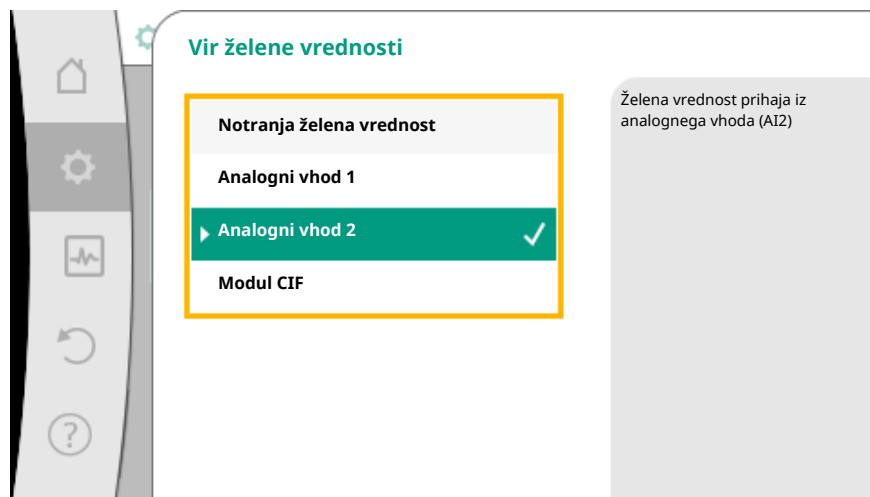 Vir želene vrednosti
Notranja želena vrednost
Analogni vhod 1
Analogni vhod 2
Modul CIF
Želena vrednost prihaja iz
analognega vhoda (AI2)
?